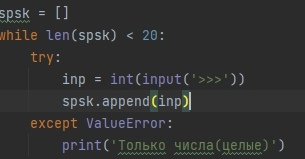 spsk = []
while len(spsk) < 20:
    try:
        inp = int(input('>>>'))
        spsk.append(inp)
    except ValueError:
        print('Только числа(целые)')